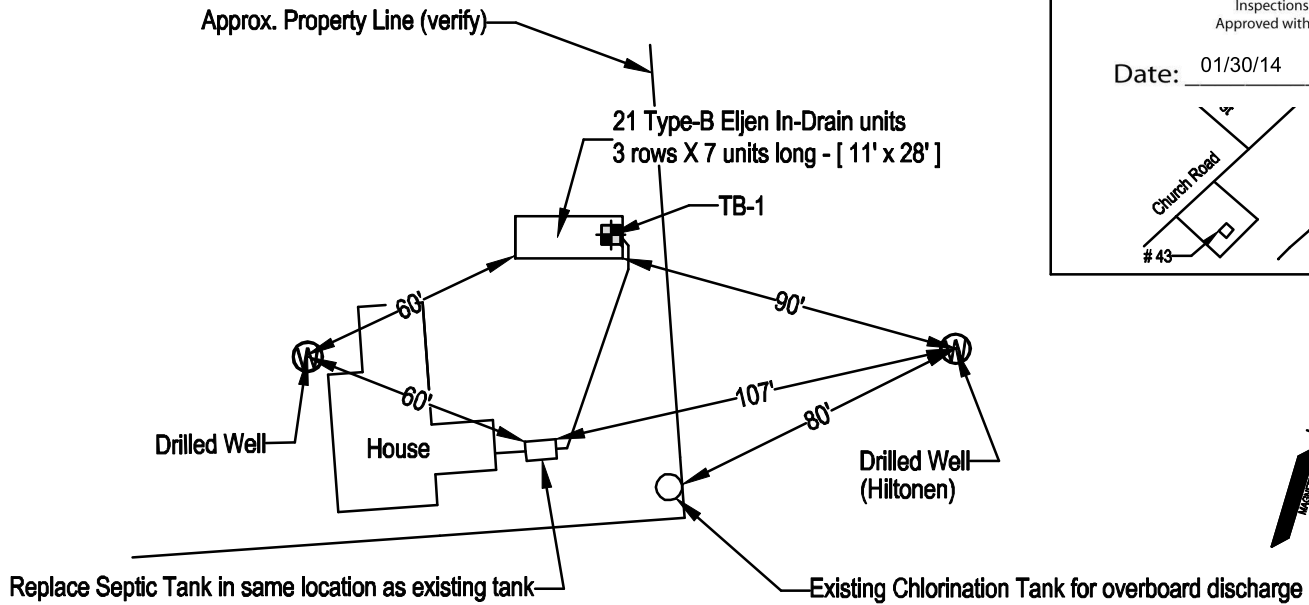 Inspections
Approved with
Date: 01/30/14
Approx. Property Line (verify)
21 Type-B Eljen In-Drain units
3 rows X 7 units long - [ 11' x 28' ]
TB-1
Church Road
# 43
60'
90'
W
W
60'
107'
80'
Drilled Well
House
Drilled Well
(Hiltonen)
Replace Septic Tank in same location as existing tank
Existing Chlorination Tank for overboard discharge